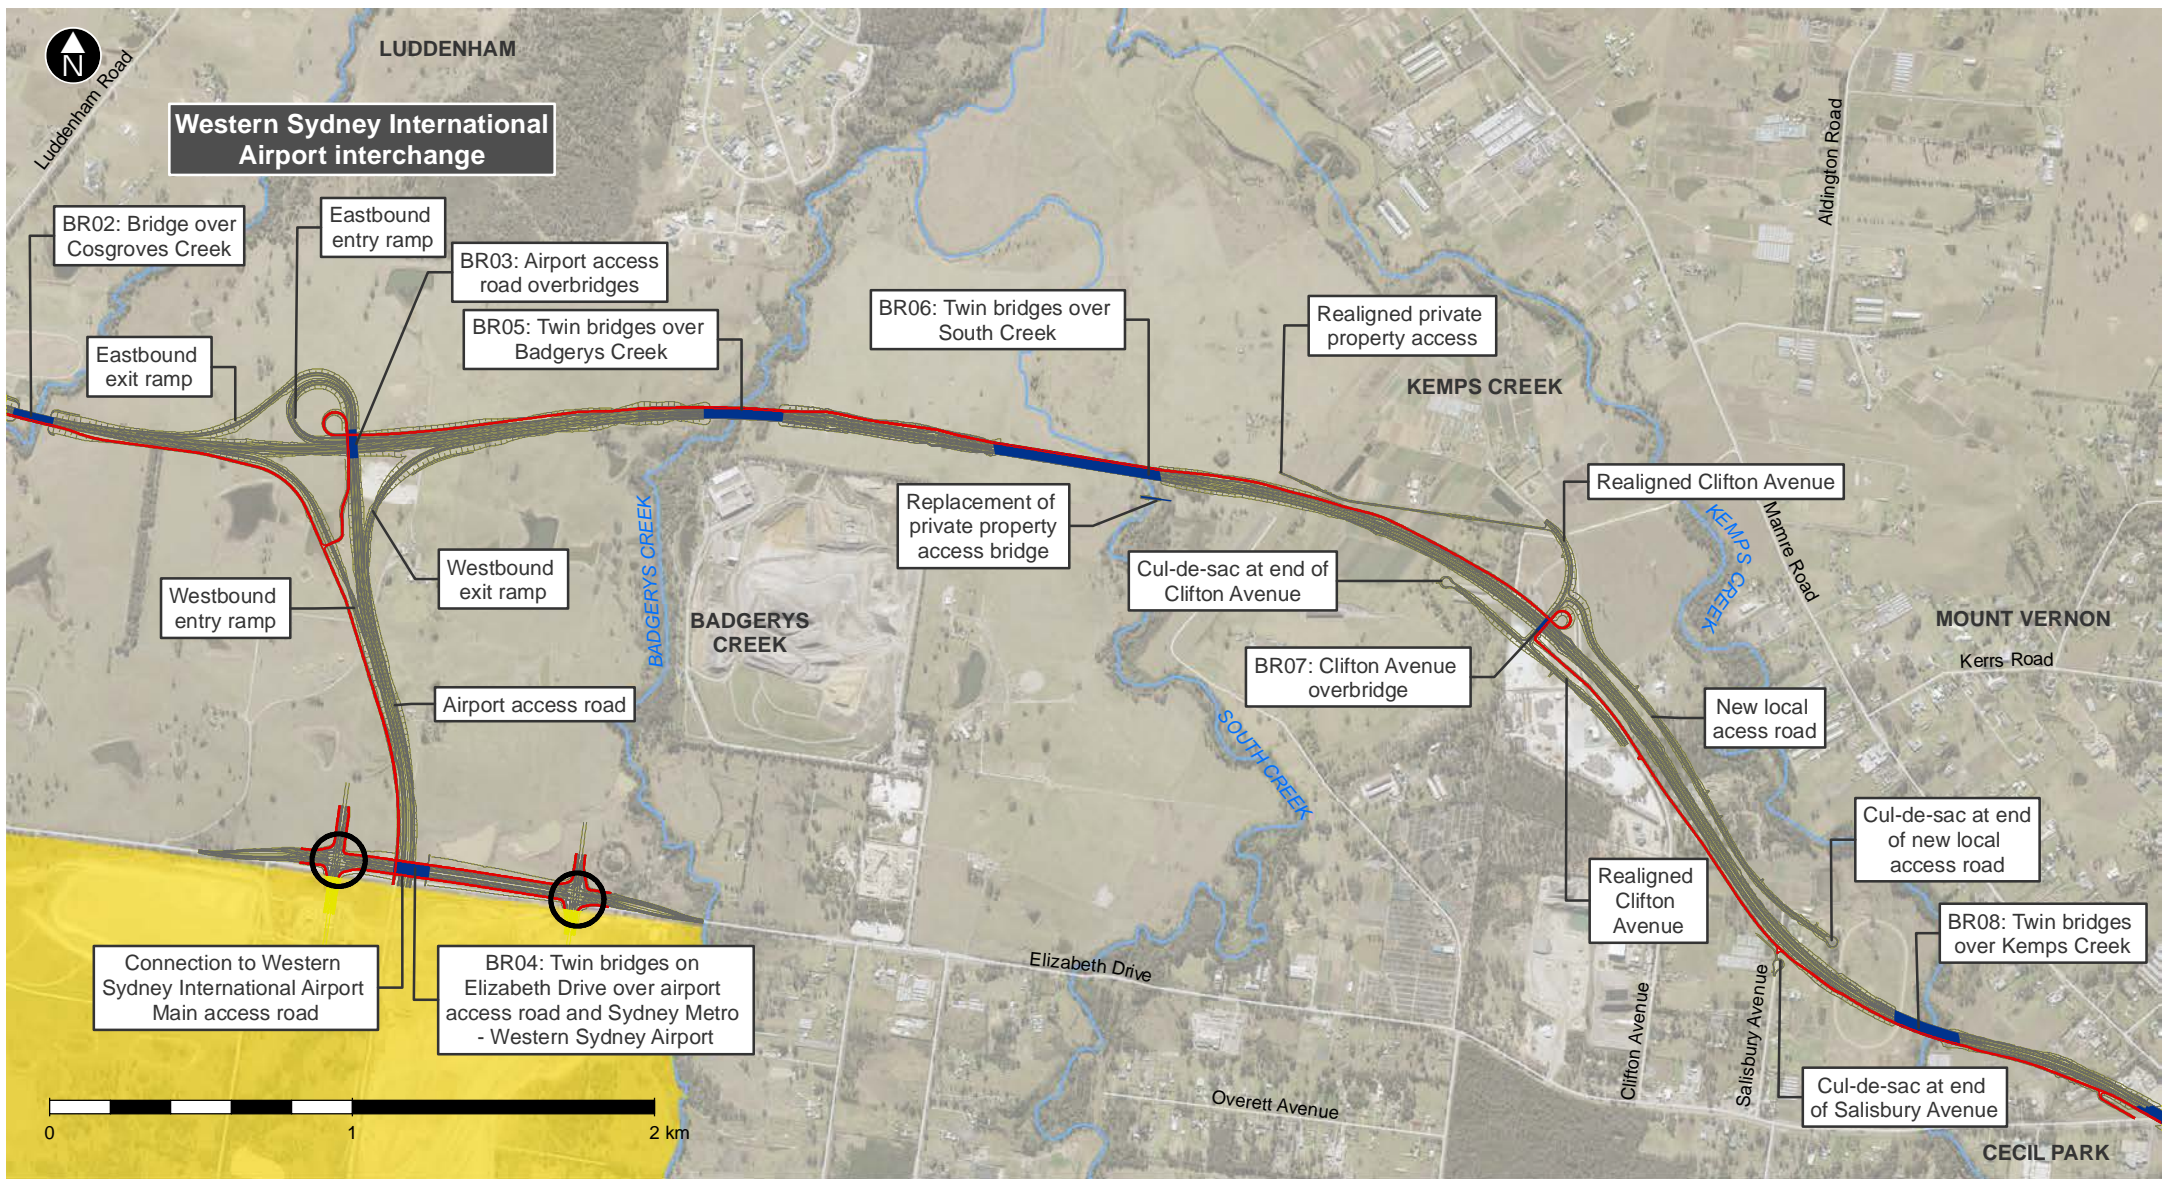 N
LUDDENHAM
Luddenham Road
Western Sydney International
Airport interchange
BR02: Bridge over
Cosgroves Creek
Eastbound
entry ramp
BR03: Airport access
road overbridges
BR05: Twin bridges over
Badgerys Creek
Eastbound
exit ramp
BR06: Twin bridges over
South Creek
Realigned private
property access
Aldington Road
KEMPS CREEK
Realigned Clifton Avenue
Replacement of
private property
access bridge
Cul-de-sac at end of
Clifton Avenue
Westbound
exit ramp
Westbound
entry ramp
BADGERYS CREEK
BADGERYS
CREEK
KEMPS CREEK
Mamre Road
MOUNT VERNON
Kerrs Road
BR07: Clifton Avenue
overbridge
Airport access road
SOUTH CREEK
New local
acess road
Cul-de-sac at end
of new local
access road
Realigned
Clifton
Avenue
BR08: Twin bridges
over Kemps Creek
Connection to Western
Sydney International Airport
Main access road
BR04: Twin bridges on
Elizabeth Drive over airport
access road and Sydney Metro
- Western Sydney Airport
Elizabeth Drive
Clifton Avenue
Salisbury Avenue
Overett Avenue
Cul-de-sac at end
of Salisbury Avenue
CECIL PARK
0 1 2 km